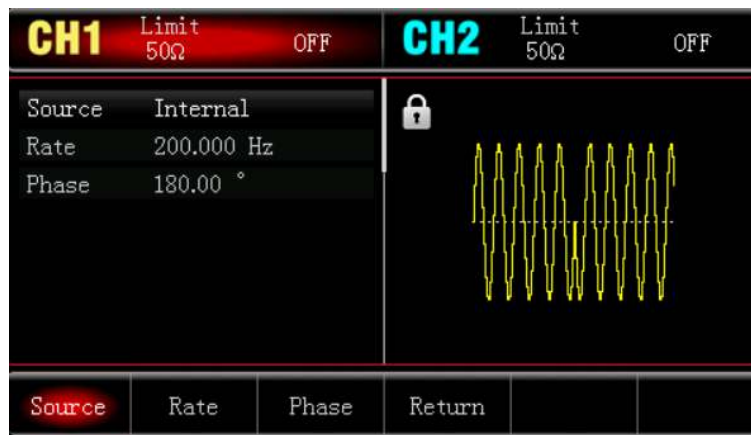 CH1 Limit 50Ω OFF CH2 Limit 50Ω OFF
Source Internal
Rate 200.000 Hz
Phase 180.00 °
Source Rate Phase Return